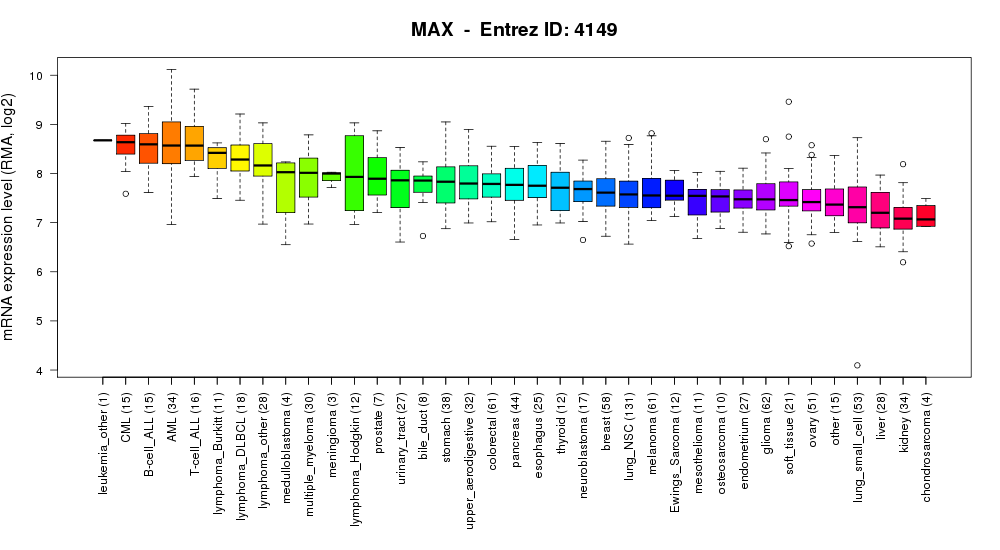 MAX - Entrez ID: 4149
mRNA expression level (RMA, log2)
10
9
8
7
6
5
4
leukemia_other (1)
CML (15)
B-cell_ALL (15)
AML (34)
T-cell_ALL (16)
lymphoma_Burkitt (11)
lymphoma_DLBCL (18)
lymphoma_other (28)
medulloblastoma (4)
multiple_myeloma (30)
meningioma (3)
lymphoma_Hodgkin (12)
prostate (7)
urinary_tract (27)
bile_duct (8)
stomach (38)
upper_aerodigestive (32)
colorectal (61)
pancreas (44)
esophagus (25)
thyroid (12)
neuroblastoma (17)
breast (58)
lung_NSC (131)
melanoma (61)
Ewings_Sarcoma (12)
mesothelioma (11)
osteosarcoma (10)
endometrium (27)
glioma (62)
soft_tissue (21)
ovary (51)
other (15)
lung_small_cell (53)
liver (28)
kidney (34)
chondrosarcoma (4)